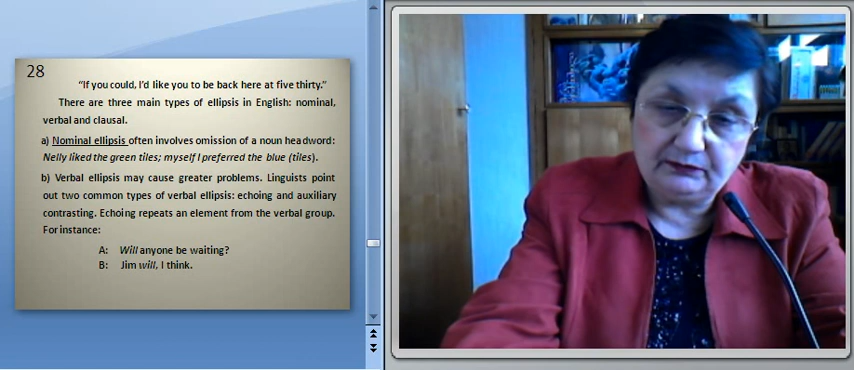 28
“If you could, I’d like you to be back here at five thirty.”
There are three main types of ellipsis in English: nominal,
verbal and clausal.
a) Nominal ellipsis often involves omission of a noun headword:
Nelly liked the green tiles; myself I preferred the blue (tiles).
b) Verbal ellipsis may cause greater problems. Linguists point
out two common types of verbal ellipsis: echoing and auxiliary
contrasting. Echoing repeats an element from the verbal group.
For instance:
A: Will anyone be waiting?
B: Jim will, I think.